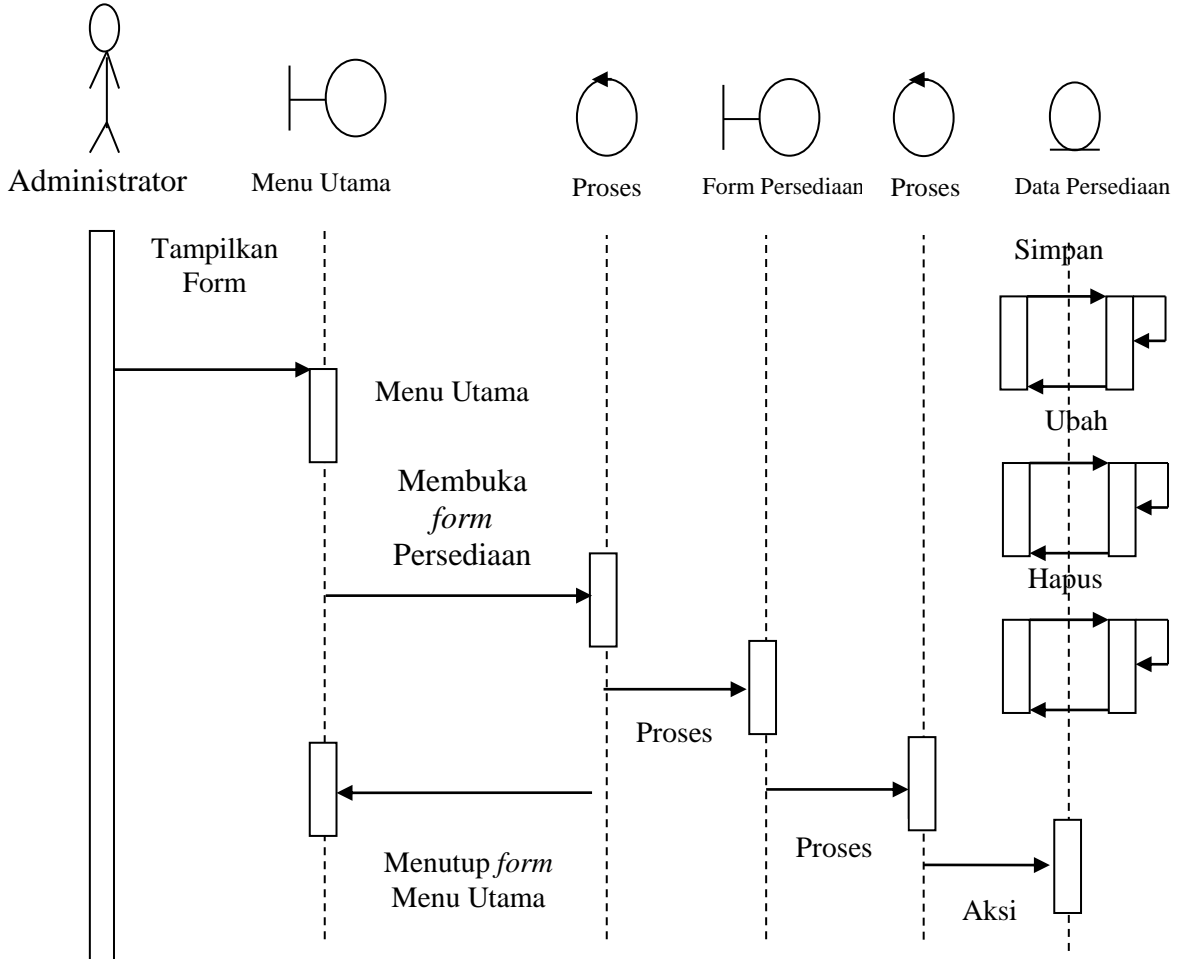 Administrator
Menu Utama
Proses
Form Persediaan
Proses
Data Persediaan
Tampilkan
Form
Simpan
Menu Utama
Ubah
Membuka
form
Persediaan
Hapus
Proses
Proses
Menutup form
Menu Utama
Aksi